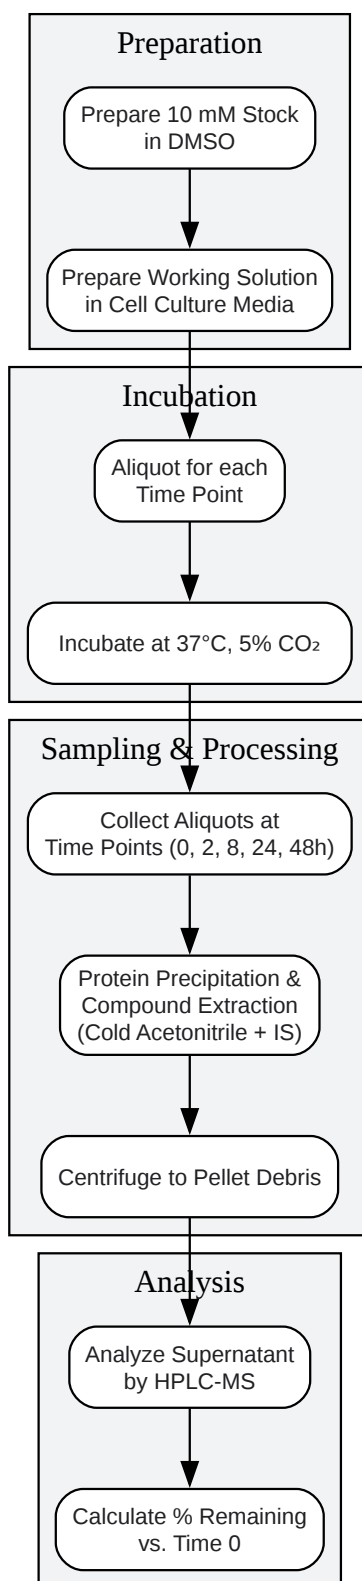 Preparation
Prepare 10 mM Stock
in DMSO
Prepare Working Solution
in Cell Culture Media
Incubation
Aliquot for each
Time Point
Incubate at 37°C, 5% CO₂
Sampling & Processing
Collect Aliquots at
Time Points (0, 2, 8, 24, 48h)
Protein Precipitation &
Compound Extraction
(Cold Acetonitrile + IS)
Centrifuge to Pellet Debris
Analysis
Analyze Supernatant
by HPLC-MS
Calculate % Remaining
vs. Time 0